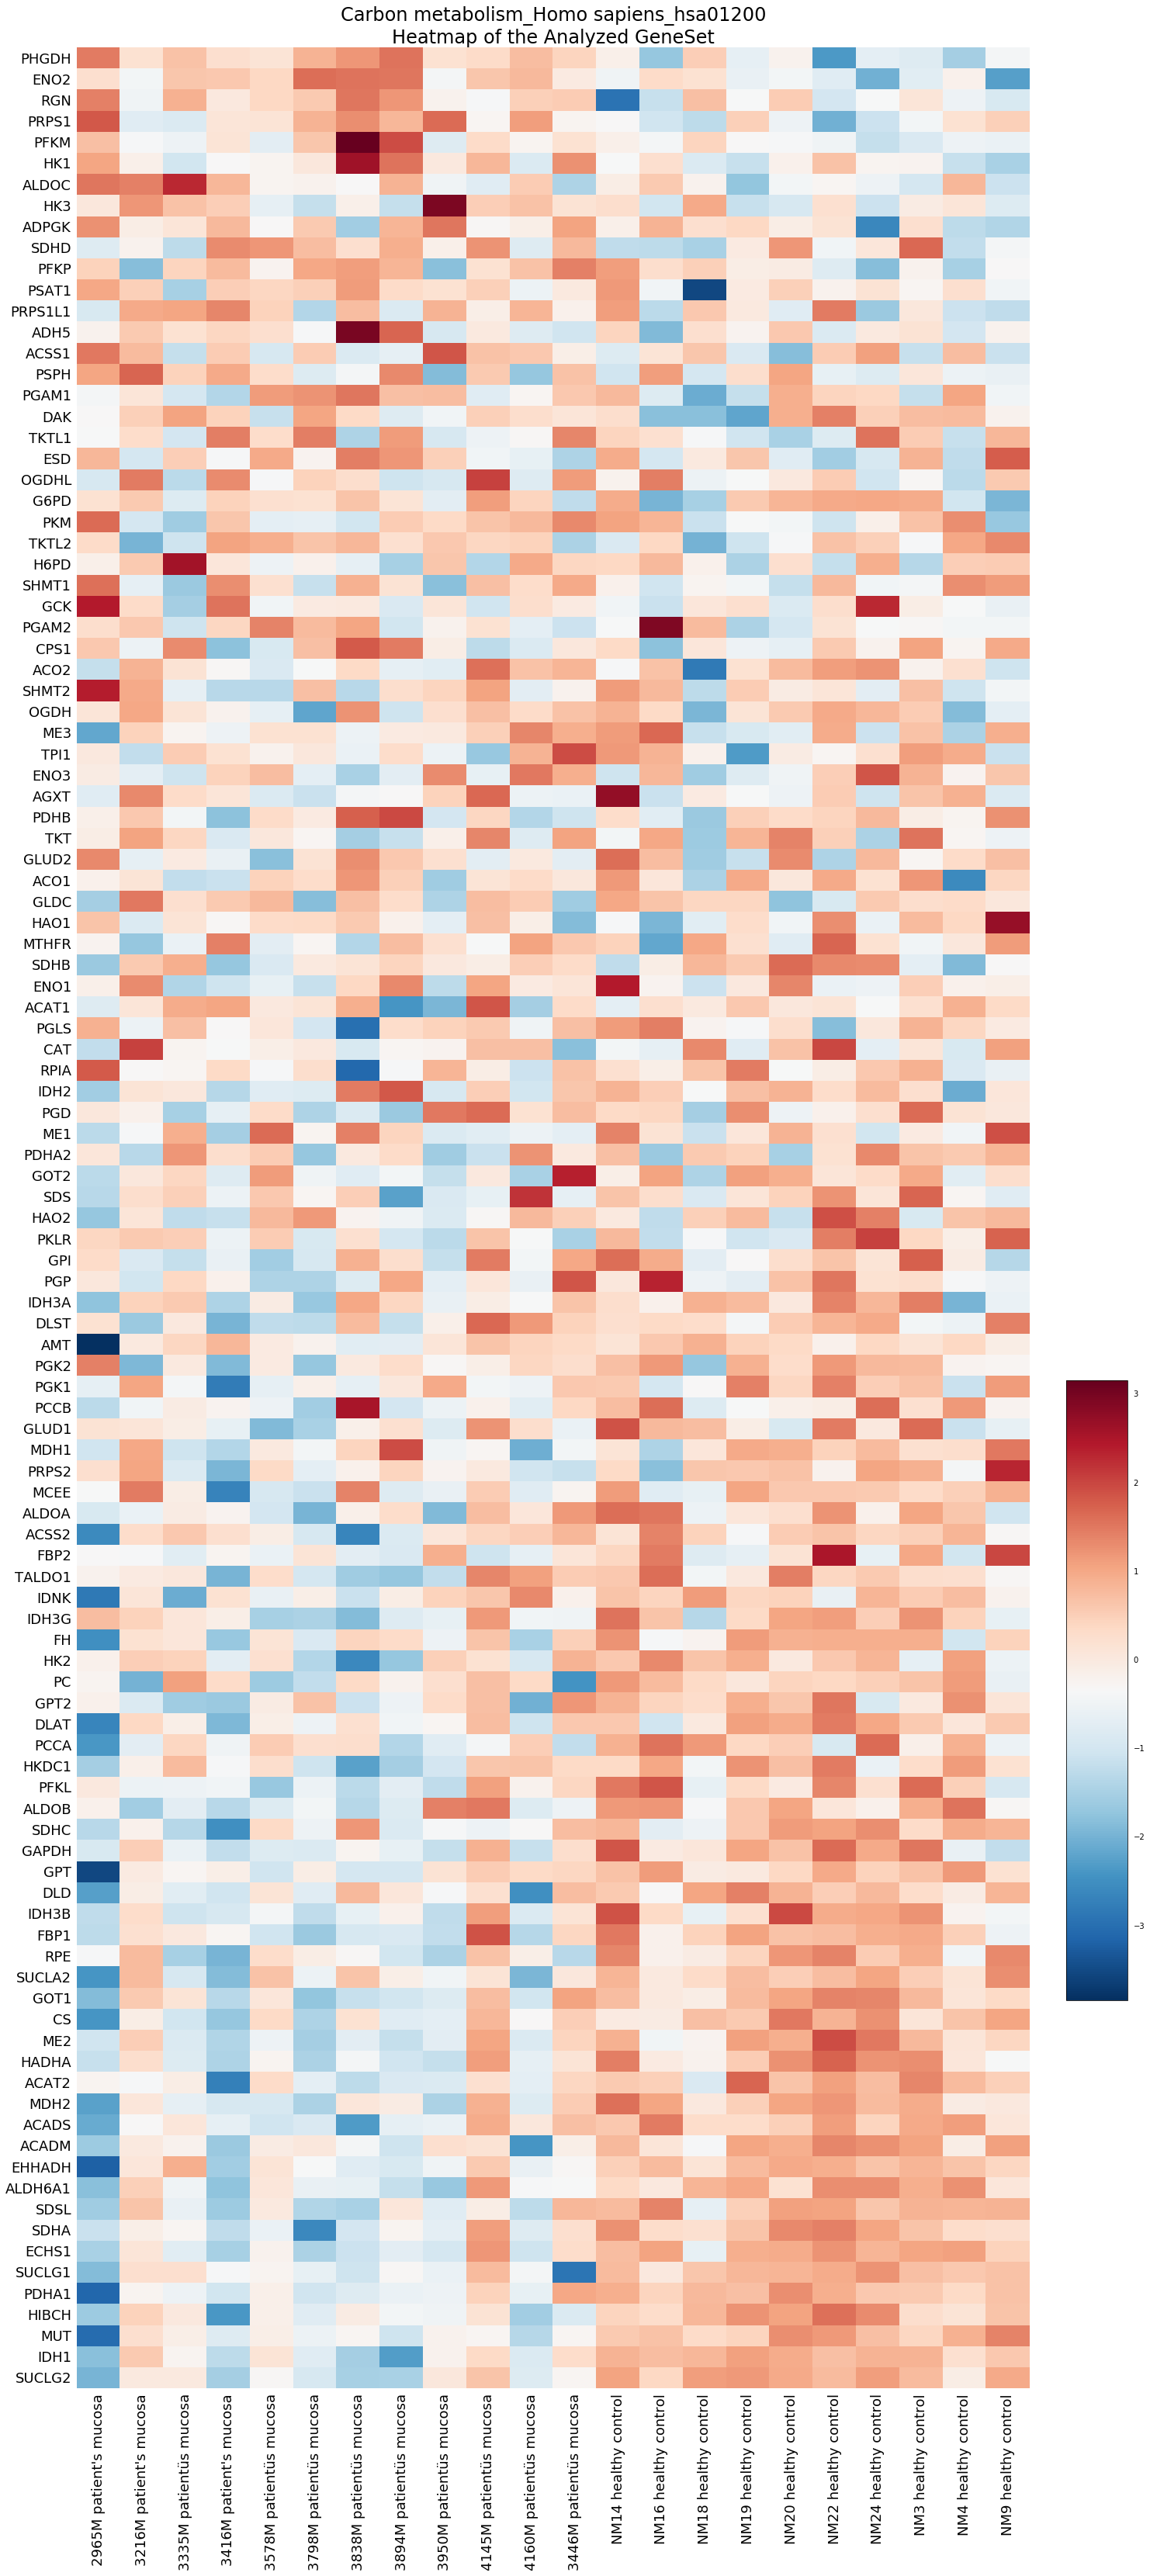 Carbon metabolism_Homo sapiens_hsa01200
Heatmap of the Analyzed GeneSet
PHGDH
ENO2
RGN
PRPS1
PFKM
HK1
ALDOC
HK3
ADPGK
SDHD
PFKP
PSAT1
PRPS1L1
ADH5
ACSS1
PSPH
PGAM1
DAK
TKTL1
ESD
OGDHL
G6PD
PKM
TKTL2
H6PD
SHMT1
GCK
PGAM2
CPS1
ACO2
SHMT2
OGDH
ME3
TPI1
ENO3
AGXT
PDHB
TKT
GLUD2
ACO1
GLDC
HAO1
MTHFR
SDHB
ENO1
ACAT1
PGLS
CAT
RPIA
IDH2
PGD
ME1
PDHA2
GOT2
SDS
HAO2
PKLR
GPI
PGP
IDH3A
DLST
AMT
PGK2
PGK1
PCCB
GLUD1
MDH1
PRPS2
MCEE
ALDOA
ACSS2
FBP2
TALDO1
IDNK
IDH3G
FH
HK2
PC
GPT2
DLAT
PCCA
HKDC1
PFKL
ALDOB
SDHC
GAPDH
GPT
DLD
IDH3B
FBP1
RPE
SUCLA2
GOT1
CS
ME2
HADHA
ACAT2
MDH2
ACADS
ACADM
EHHADH
ALDH6A1
SDSL
SDHA
ECHS1
SUCLG1
PDHA1
HIBCH
MUT
IDH1
SUCLG2
3
2
1
0
−1
−2
−3
2965M patient's mucosa
3216M patient's mucosa
3335M patientüs mucosa
3416M patient's mucosa
3578M patientüs mucosa
3798M patientüs mucosa
3838M patientüs mucosa
3894M patientüs mucosa
3950M patientüs mucosa
4145M patientüs mucosa
4160M patientüs mucosa
3446M patientüs mucosa
NM14 healthy control
NM16 healthy control
NM18 healthy control
NM19 healthy control
NM20 healthy control
NM22 healthy control
NM24 healthy control
NM3 healthy control
NM4 healthy control
NM9 healthy control